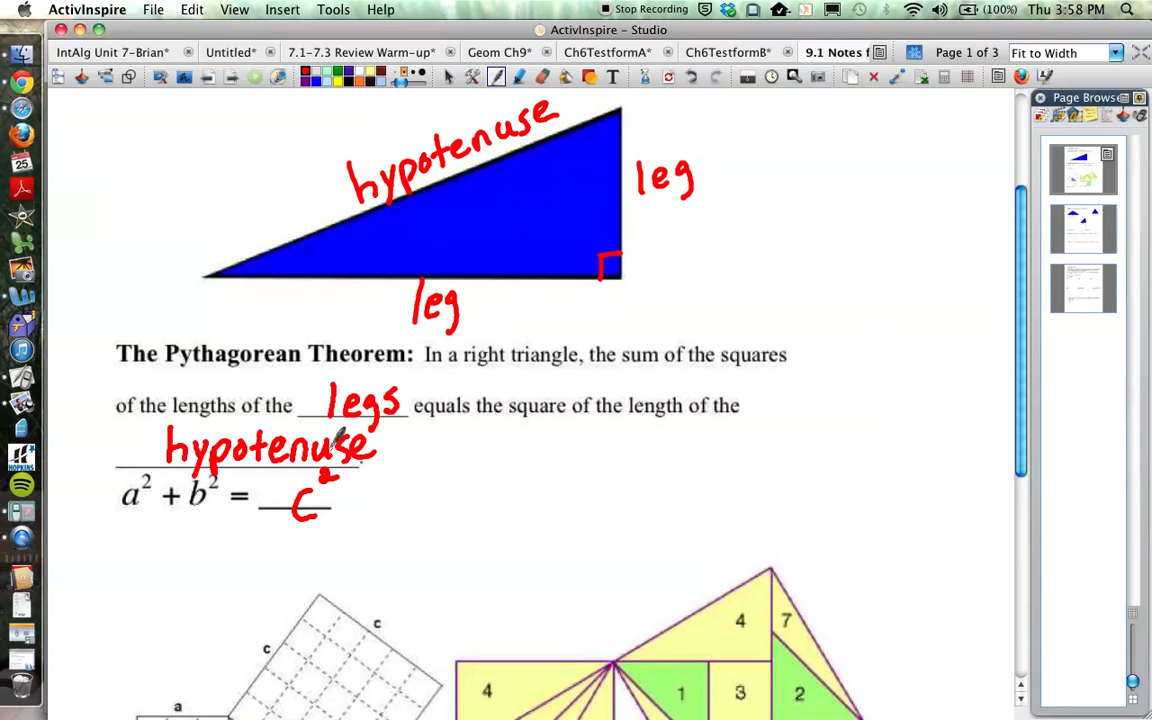 ActivInspire File Edit View Insert Tools Help Stop Recording (100%) Thu 3:58 PM
ActivInspire - Studio
IntAlg Unit 7-Brian* Untitled* 7.1-7.3 Review Warm-up* Geom Ch9* Ch6TestformA* Ch6TestformB* 9.1 Notes f Page 1 of 3 Fit to Width
Page Browse
hypotenuse
leg
leg
The Pythagorean Theorem: In a right triangle, the sum of the squares
of the lengths of the legs equals the square of the length of the
hypotenuse.
a² + b² = c²
c
c
a
4
7
4
1
3
2